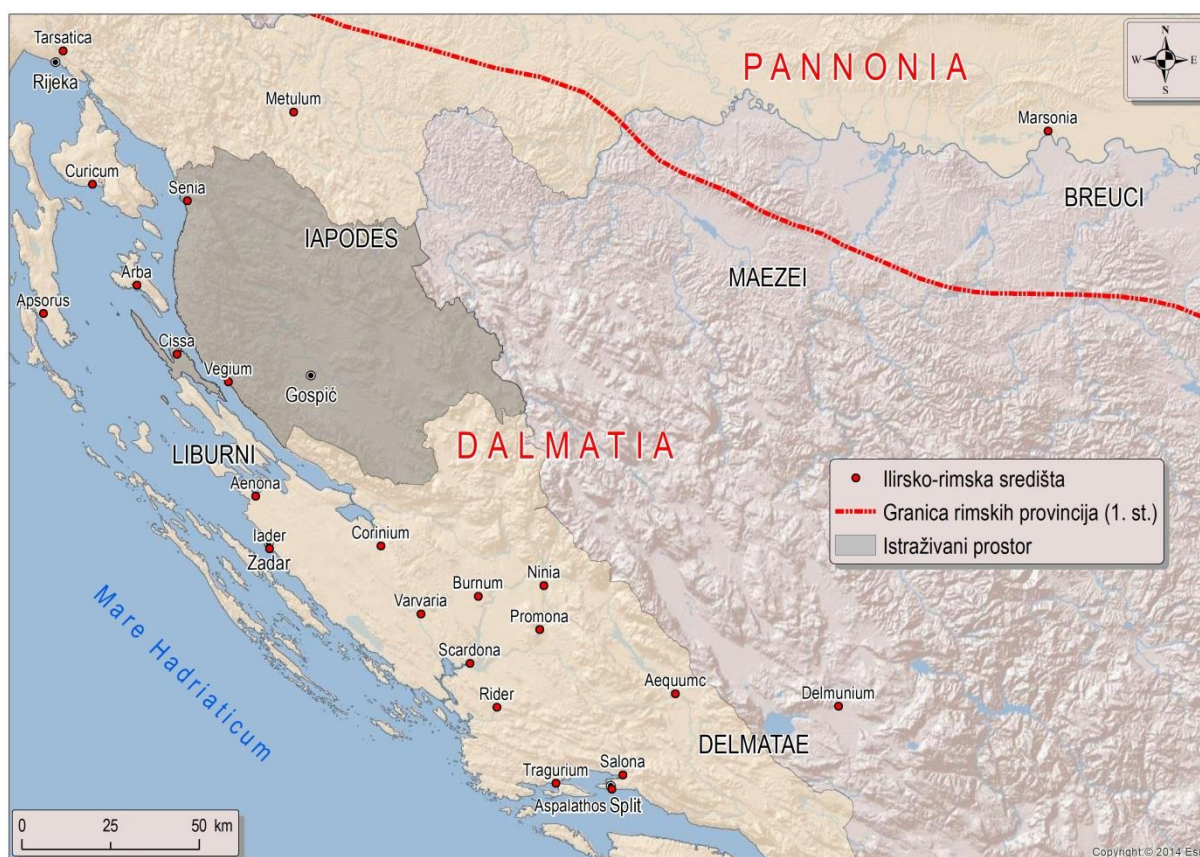 Tarsatica
Rijeka
PANNONIA
N
W E
S
Metulum
Marsonia
Curicum
Senia
BREUCI
IAPODES
MAEZEI
Arba
Apsorus
Cissa
Vegium
Gospić
DALMATIA
LIBURNI
Aenona
Ilirsko-rimska središta
Granica rimskih provincija (1. st.)
Istraživani prostor
Iader
Zadar
Corinium
Burnum
Ninia
Varvaria
Promona
Mare Hadriaticum
Scardona
Rider
Aequumc
Delmunium
DELMATAE
Salona
Tragurium
Aspalathos Split
0 25 50 km
Copyright:© 2014 Es